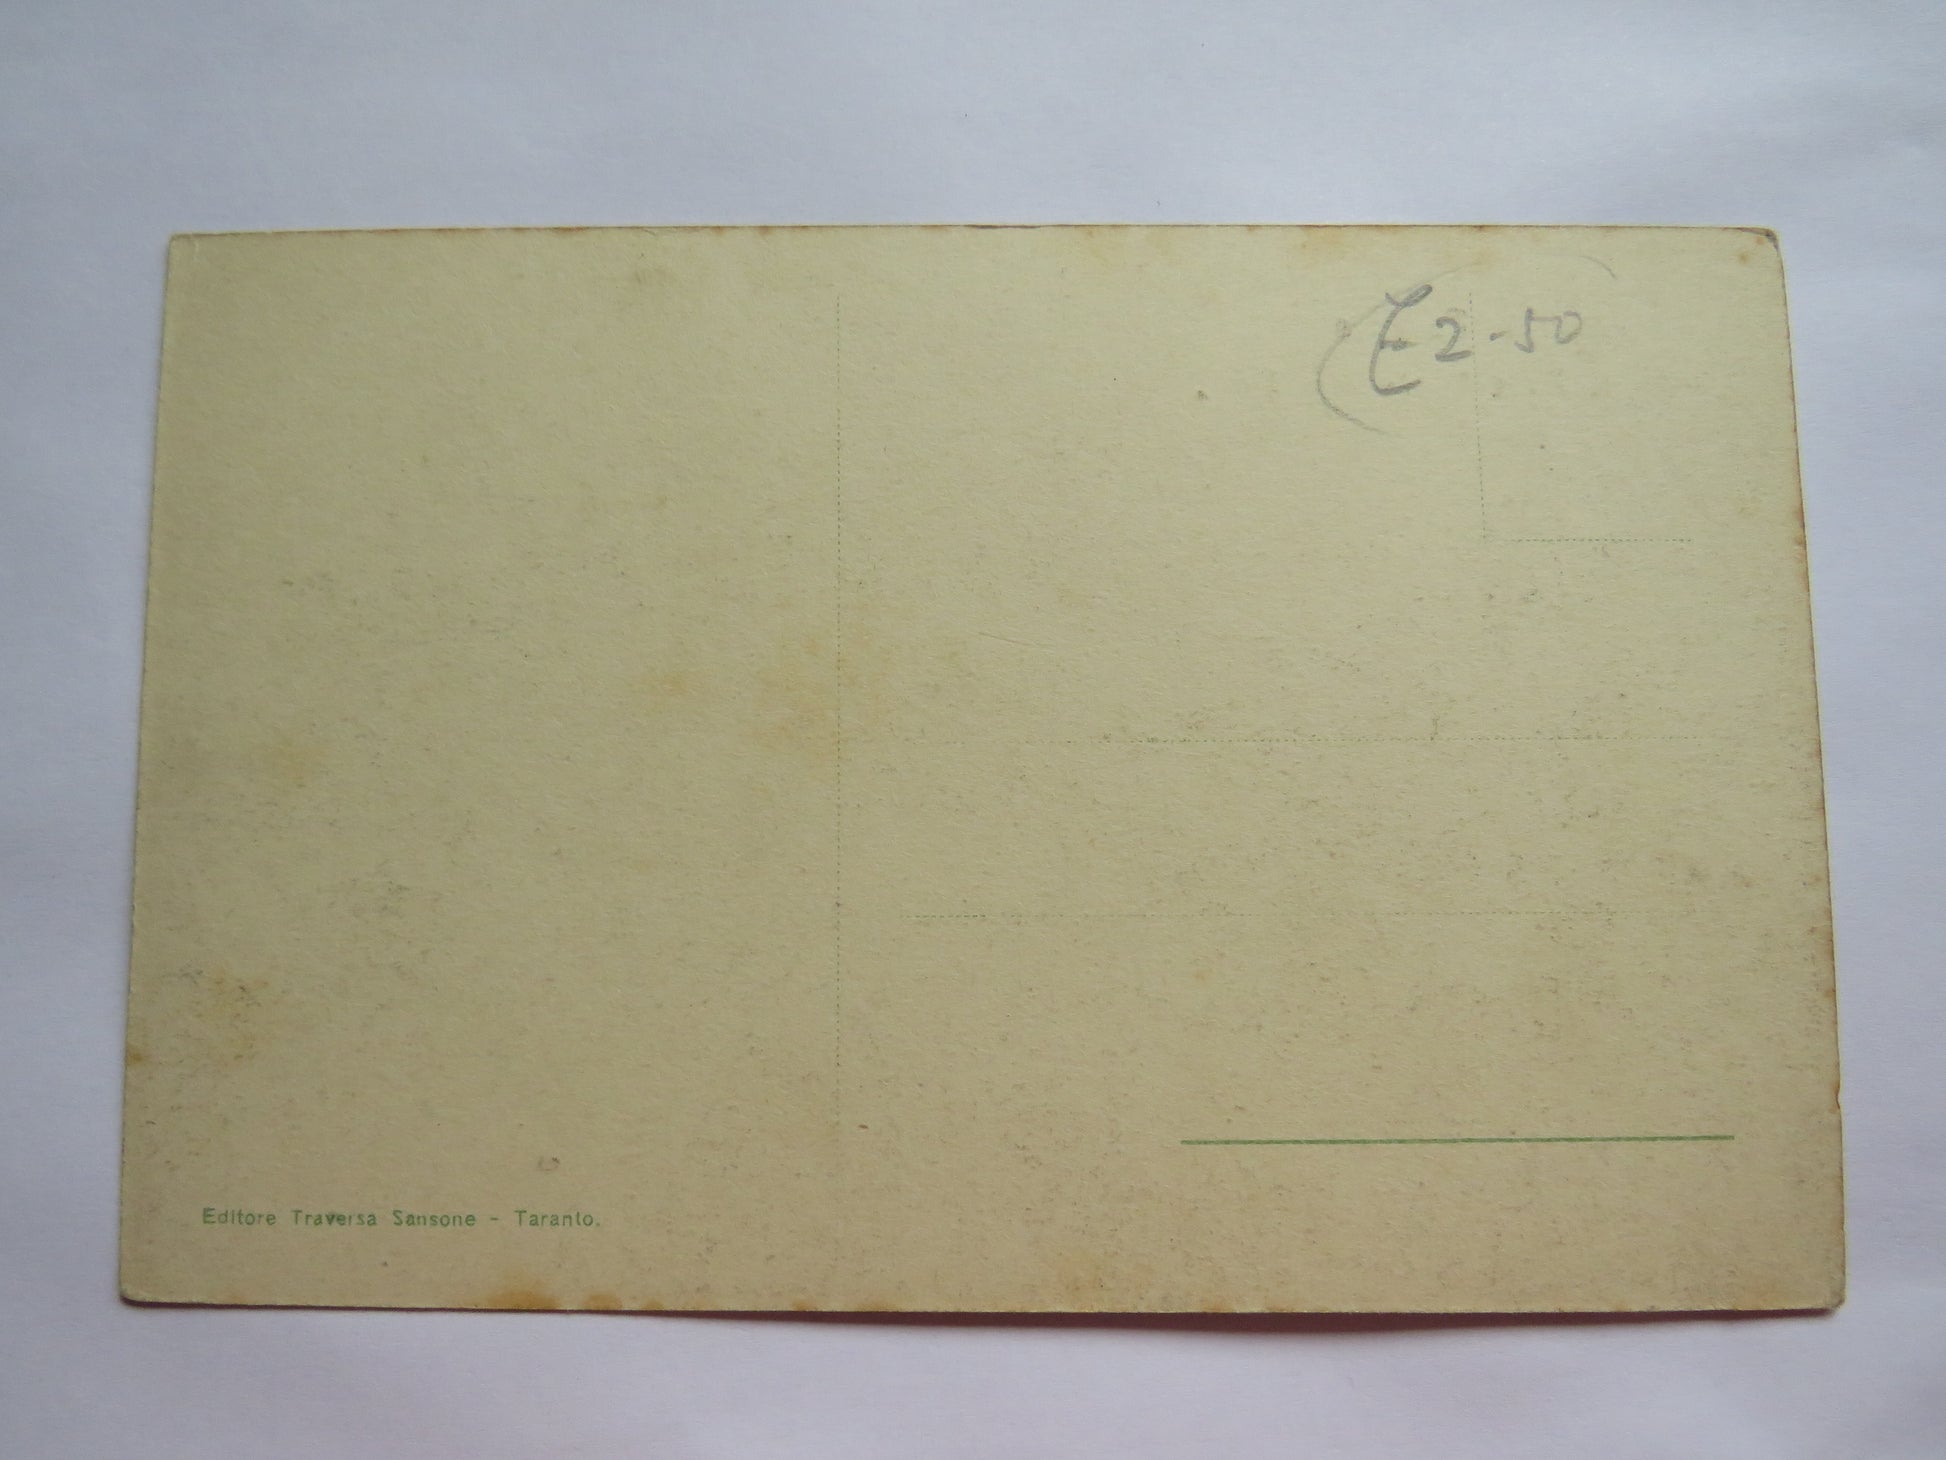 £2-50
Editore Traversa Sansone - Taranto.